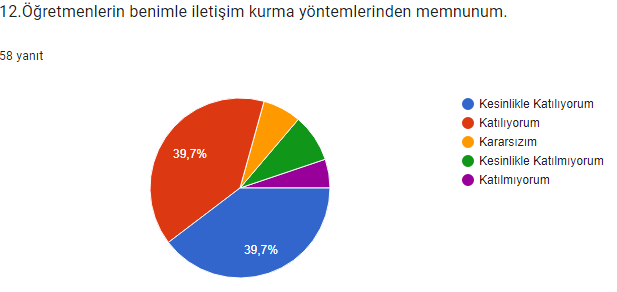 12.Öğretmenlerin benimle iletişim kurma yöntemlerinden memnunum.
58 yanıt
Kesinlikle Katılıyorum
Katılıyorum
Kararsızım
Kesinlikle Katılmıyorum
Katılmıyorum
39,7%
39,7%